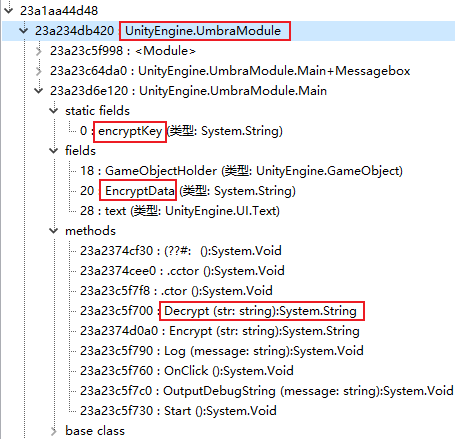 23a1aa44d48
23a234db420 : UnityEngine.UmbraModule
23a23c5f998 : <Module>
23a23c64da0 : UnityEngine.UmbraModule.Main+Messagebox
23a23d6e120 : UnityEngine.UmbraModule.Main
static fields
0 : encryptKey (类型: System.String)
fields
18 : GameObjectHolder (类型: UnityEngine.GameObject)
20 : EncryptData (类型: System.String)
28 : text (类型: UnityEngine.UI.Text)
methods
23a2374cf30 : (??#: ():System.Void
23a2374cee0 : .cctor ():System.Void
23a23c5f7f8 : .ctor ():System.Void
23a23c5f700 : Decrypt (str: string):System.String
23a2374d0a0 : Encrypt (str: string):System.String
23a23c5f790 : Log (message: string):System.Void
23a23c5f760 : OnClick ():System.Void
23a23c5f7c0 : OutputDebugString (message: string):System.Void
23a23c5f730 : Start ():System.Void
base class